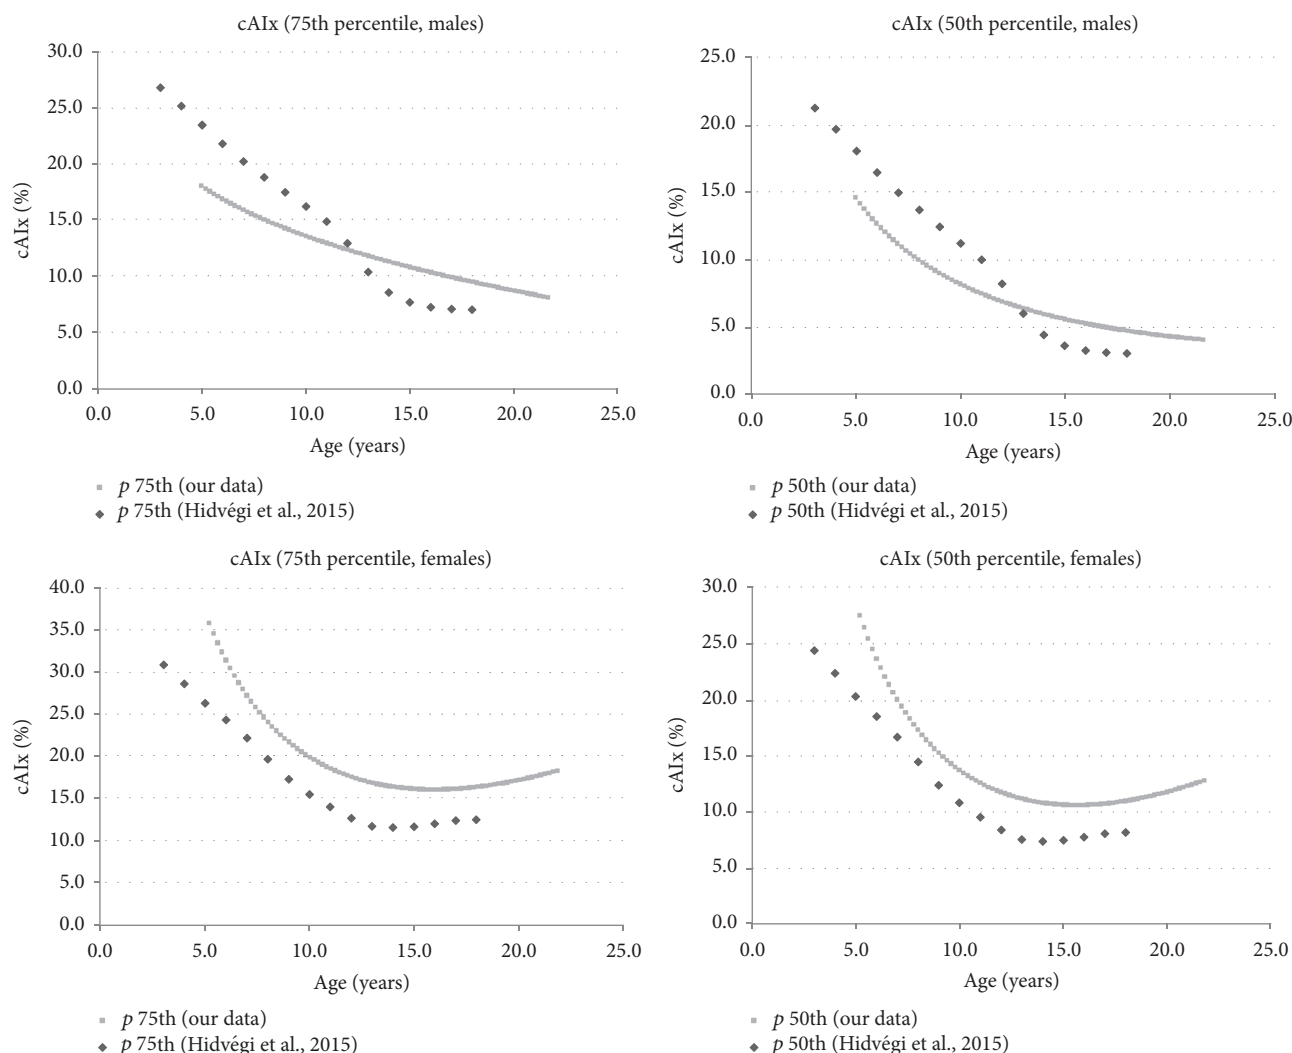 cAIx (75th percentile, males)
30.0
25.0
20.0
15.0
10.0
5.0
0.0
cAIx (%)
0.0 5.0 10.0 15.0 20.0 25.0
Age (years)
p 75th (our data)
p 75th (Hidvégi et al., 2015)
cAIx (50th percentile, males)
25.0
20.0
15.0
10.0
5.0
0.0
cAIx (%)
0.0 5.0 10.0 15.0 20.0 25.0
Age (years)
p 50th (our data)
p 50th (Hidvégi et al., 2015)
cAIx (75th percentile, females)
40.0
35.0
30.0
25.0
20.0
15.0
10.0
5.0
0.0
cAIx (%)
0.0 5.0 10.0 15.0 20.0 25.0
Age (years)
p 75th (our data)
p 75th (Hidvégi et al., 2015)
cAIx (50th percentile, females)
30.0
25.0
20.0
15.0
10.0
5.0
0.0
cAIx (%)
0.0 5.0 10.0 15.0 20.0 25.0
Age (years)
p 50th (our data)
p 50th (Hidvégi et al., 2015)